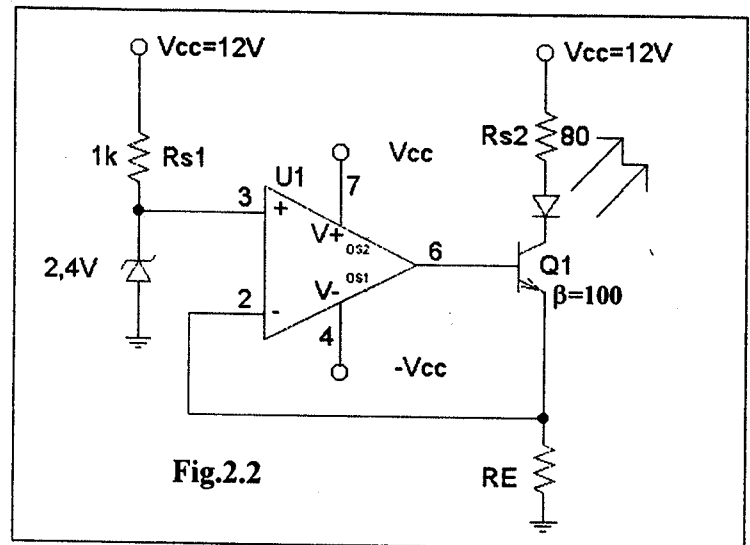 Vcc=12V
Vcc=12V
1k
Rs1
Rs2
80
Vcc
U1
7
3
+
V+
OS2
6
2,4V
OS1
Q1
V-
2
-
4
β=100
-Vcc
Fig.2.2
RE